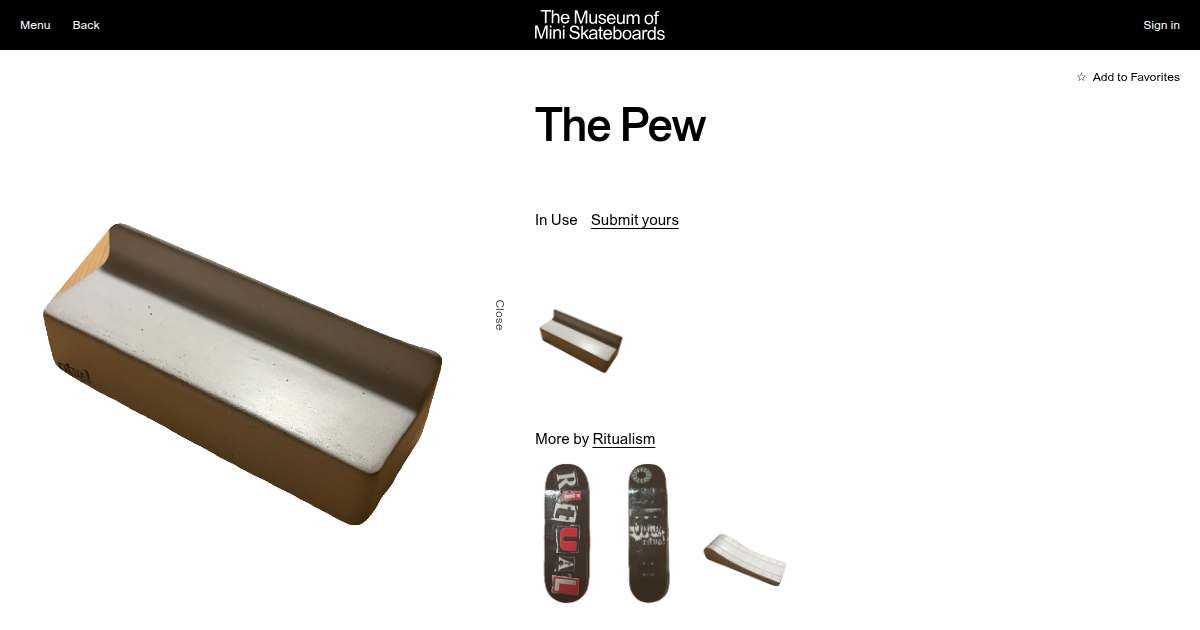 Menu
Back
The Museum of
Mini Skateboards
Sign in
☆ Add to Favorites
The Pew
In Use
Submit yours
Close
More by Ritualism
RitUAL